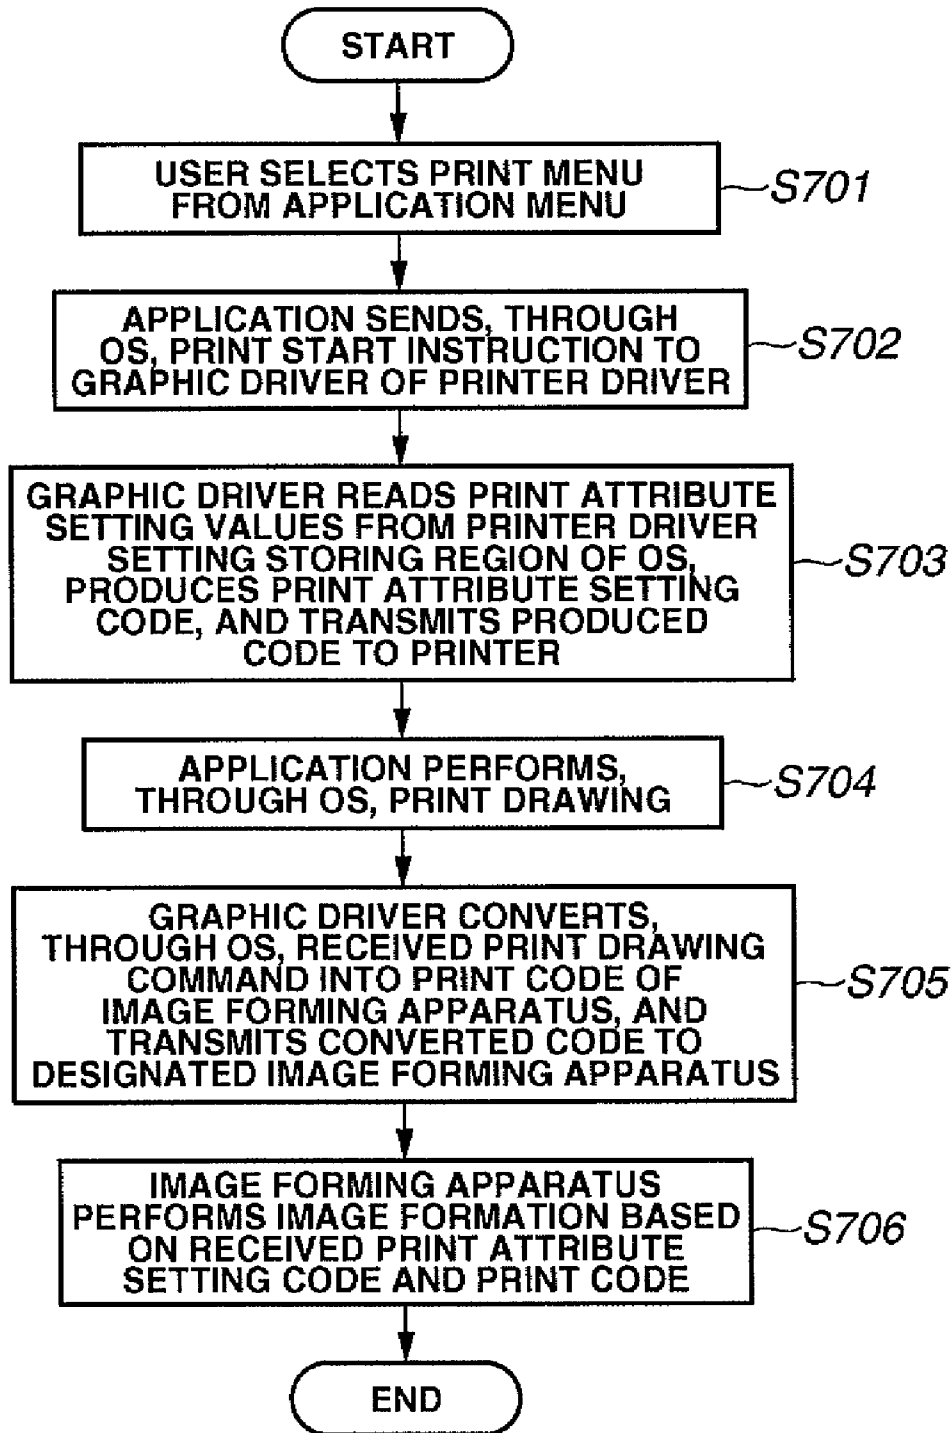 START
USER SELECTS PRINT MENU
FROM APPLICATION MENU
S701
APPLICATION SENDS, THROUGH
OS, PRINT START INSTRUCTION TO
GRAPHIC DRIVER OF PRINTER DRIVER
S702
GRAPHIC DRIVER READS PRINT ATTRIBUTE
SETTING VALUES FROM PRINTER DRIVER
SETTING STORING REGION OF OS,
PRODUCES PRINT ATTRIBUTE SETTING
CODE, AND TRANSMITS PRODUCED
CODE TO PRINTER
S703
APPLICATION PERFORMS,
THROUGH OS, PRINT DRAWING
S704
GRAPHIC DRIVER CONVERTS,
THROUGH OS, RECEIVED PRINT DRAWING
COMMAND INTO PRINT CODE OF
IMAGE FORMING APPARATUS, AND
TRANSMITS CONVERTED CODE TO
DESIGNATED IMAGE FORMING APPARATUS
S705
IMAGE FORMING APPARATUS
PERFORMS IMAGE FORMATION BASED
ON RECEIVED PRINT ATTRIBUTE
SETTING CODE AND PRINT CODE
S706
END